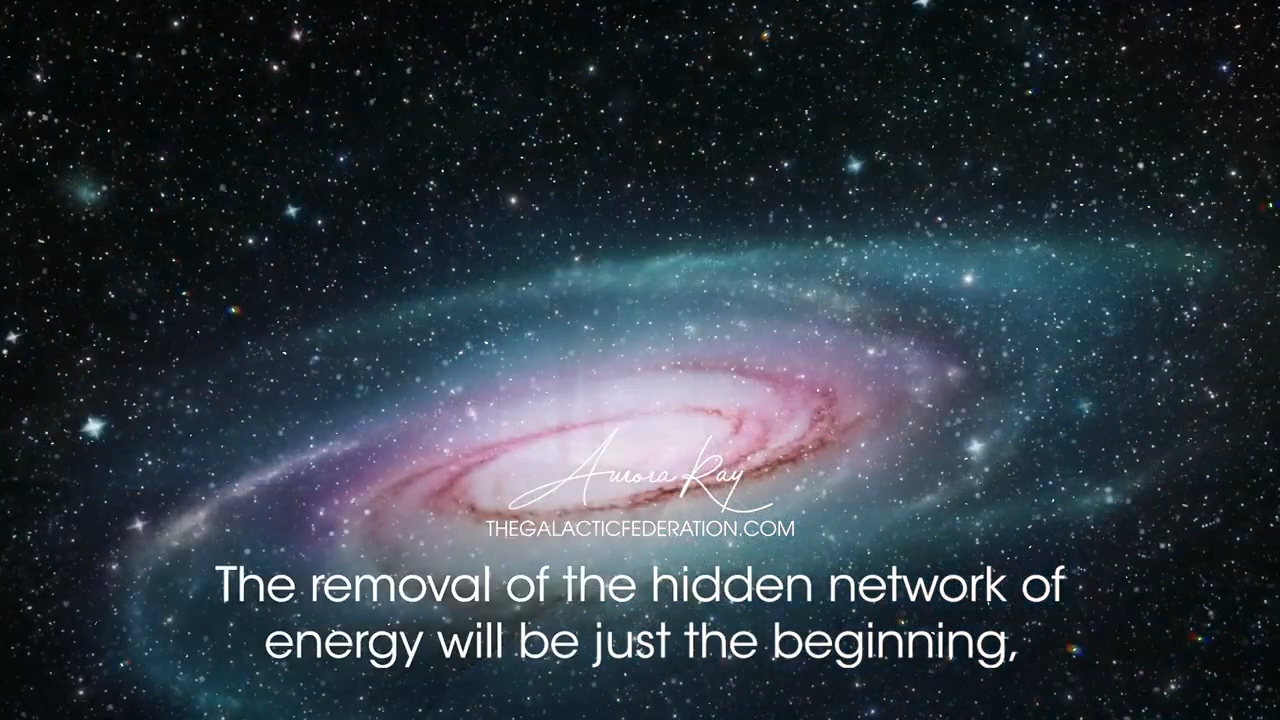 Aurora Ray
THEGALACTICFEDERATION.COM
The removal of the hidden network of
energy will be just the beginning,